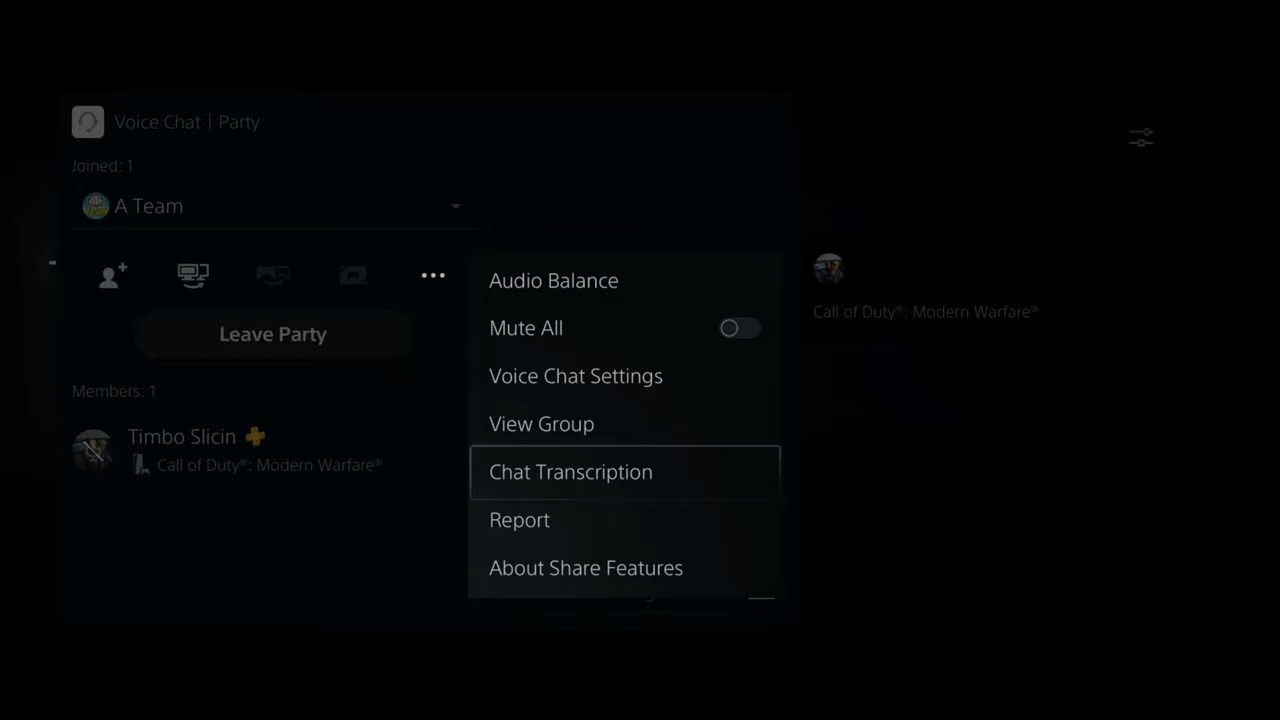 Voice Chat | Party
Joined: 1
A Team
Leave Party
Members: 1
Timbo Slicin
Call of Duty®: Modern Warfare®
Audio Balance
Mute All
Voice Chat Settings
View Group
Chat Transcription
Report
About Share Features
Call of Duty®: Modern Warfare®